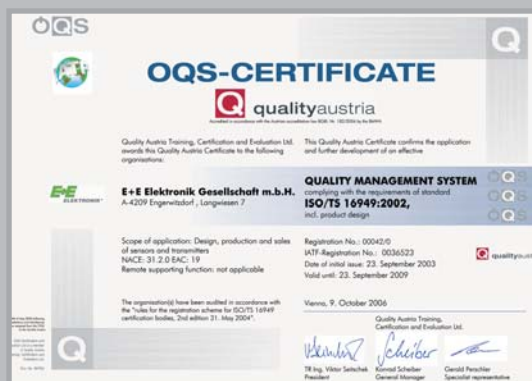 ÖQS
Q
OQS-CERTIFICATE
Q qualityaustria
Quality Austria Training, Certification and Evaluation Ltd.
awards this Quality Austria Certificate to the following
organisations:
This Quality Austria Certificate confirms the application
and further development of an effective
E+E
ELEKTRONIK
E+E Elektronik Gesellschaft m.b.H.
A-4209 Engerwitzdorf, Langwiesen 7
QUALITY MANAGEMENT SYSTEM
complying with the requirements of standard
ISO/TS 16949:2002,
incl. product design
ÖQS
ÖQS
ÖQS
Scope of application: Design, production and sales
of sensors and transmitters
NACE: 31.2.0 EAC: 19
Remote supporting function: not applicable
Registration No.: 00042/0
IATF-Registration No.: 0036523
Date of initial issue: 23. September 2003
Valid until: 23. September 2009
Q qualityaust
The organisation(s) have been audited in accordance with
the "rules for the registration scheme for ISO/TS 16949
certification bodies, 2nd edition 31. May 2004".
Vienna, 9. October 2006
Quality Austria Training,
Certification and Evaluation Ltd.
Q
TR Ing. Viktor Seitschek
President
Konrad Scheiber
General Manager
Gerald Perschler
Specialist representative